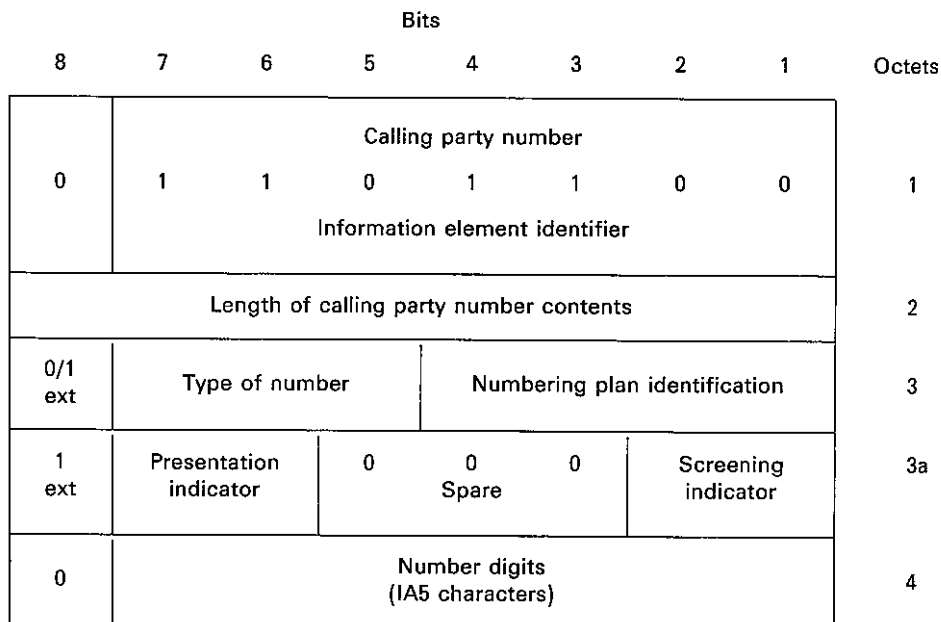 Bits
8 7 6 5 4 3 2 1 Octets
Calling party number
0 1 1 0 1 1 0 0 1
Information element identifier
Length of calling party number contents 2
0/1 ext Type of number Numbering plan identification 3
1 ext Presentation indicator 0 0 0 Spare Screening indicator 3a
0 Number digits (IA5 characters) 4